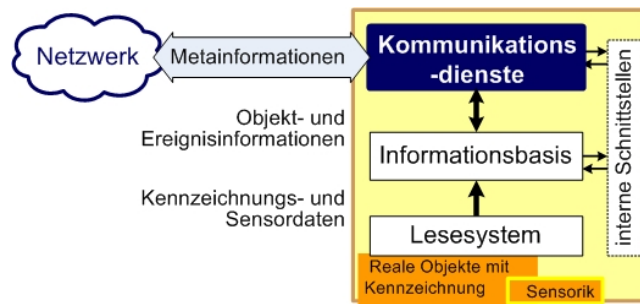 Netzwerk
Metainformationen
Kommunikations
-dienste
Objekt- und
Ereignisinformationen
Informationsbasis
Kennzeichnungs- und
Sensordaten
Lesesystem
interne Schnittstellen
Reale Objekte mit
Kennzeichnung
Sensorik